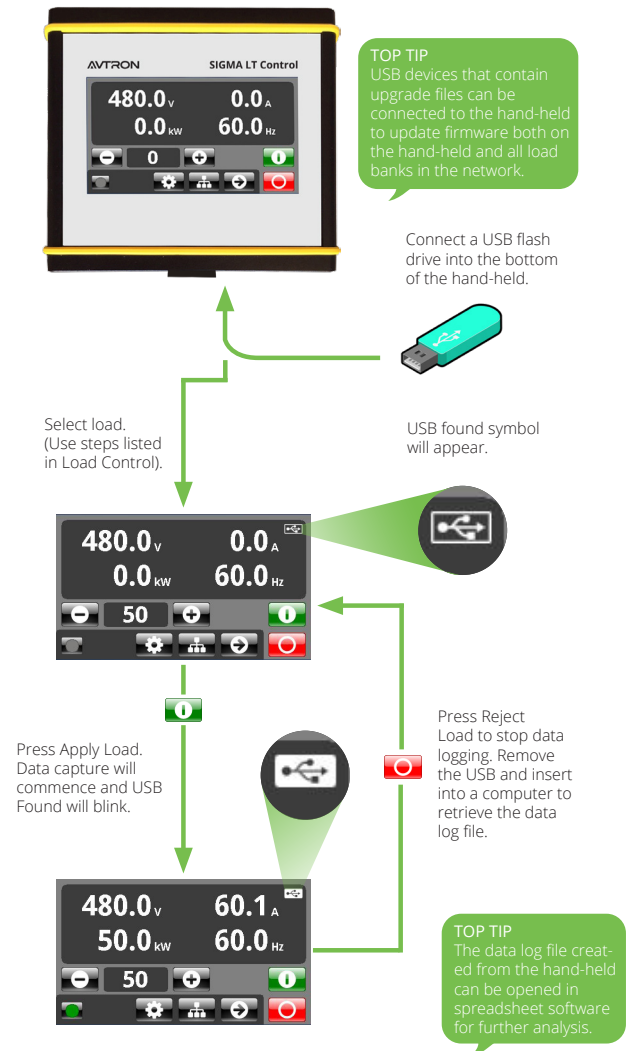 AVTRON
SIGMA LT Control
480.0 V 0.0 A
0.0 kW 60.0 Hz
0
TOP TIP
USB devices that contain
upgrade files can be
connected to the hand-held
to update firmware both on
the hand-held and all load
banks in the network.
Connect a USB flash
drive into the bottom
of the hand-held.
Select load.
(Use steps listed
in Load Control).
USB found symbol
will appear.
480.0 V 0.0 A
0.0 kW 60.0 Hz
50
Press Apply Load.
Data capture will
commence and USB
Found will blink.
Press Reject
Load to stop data
logging. Remove
the USB and insert
into a computer to
retrieve the data
log file.
480.0 V 60.1 A
50.0 kW 60.0 Hz
50
TOP TIP
The data log file creat-
ed from the hand-held
can be opened in
spreadsheet software
for further analysis.